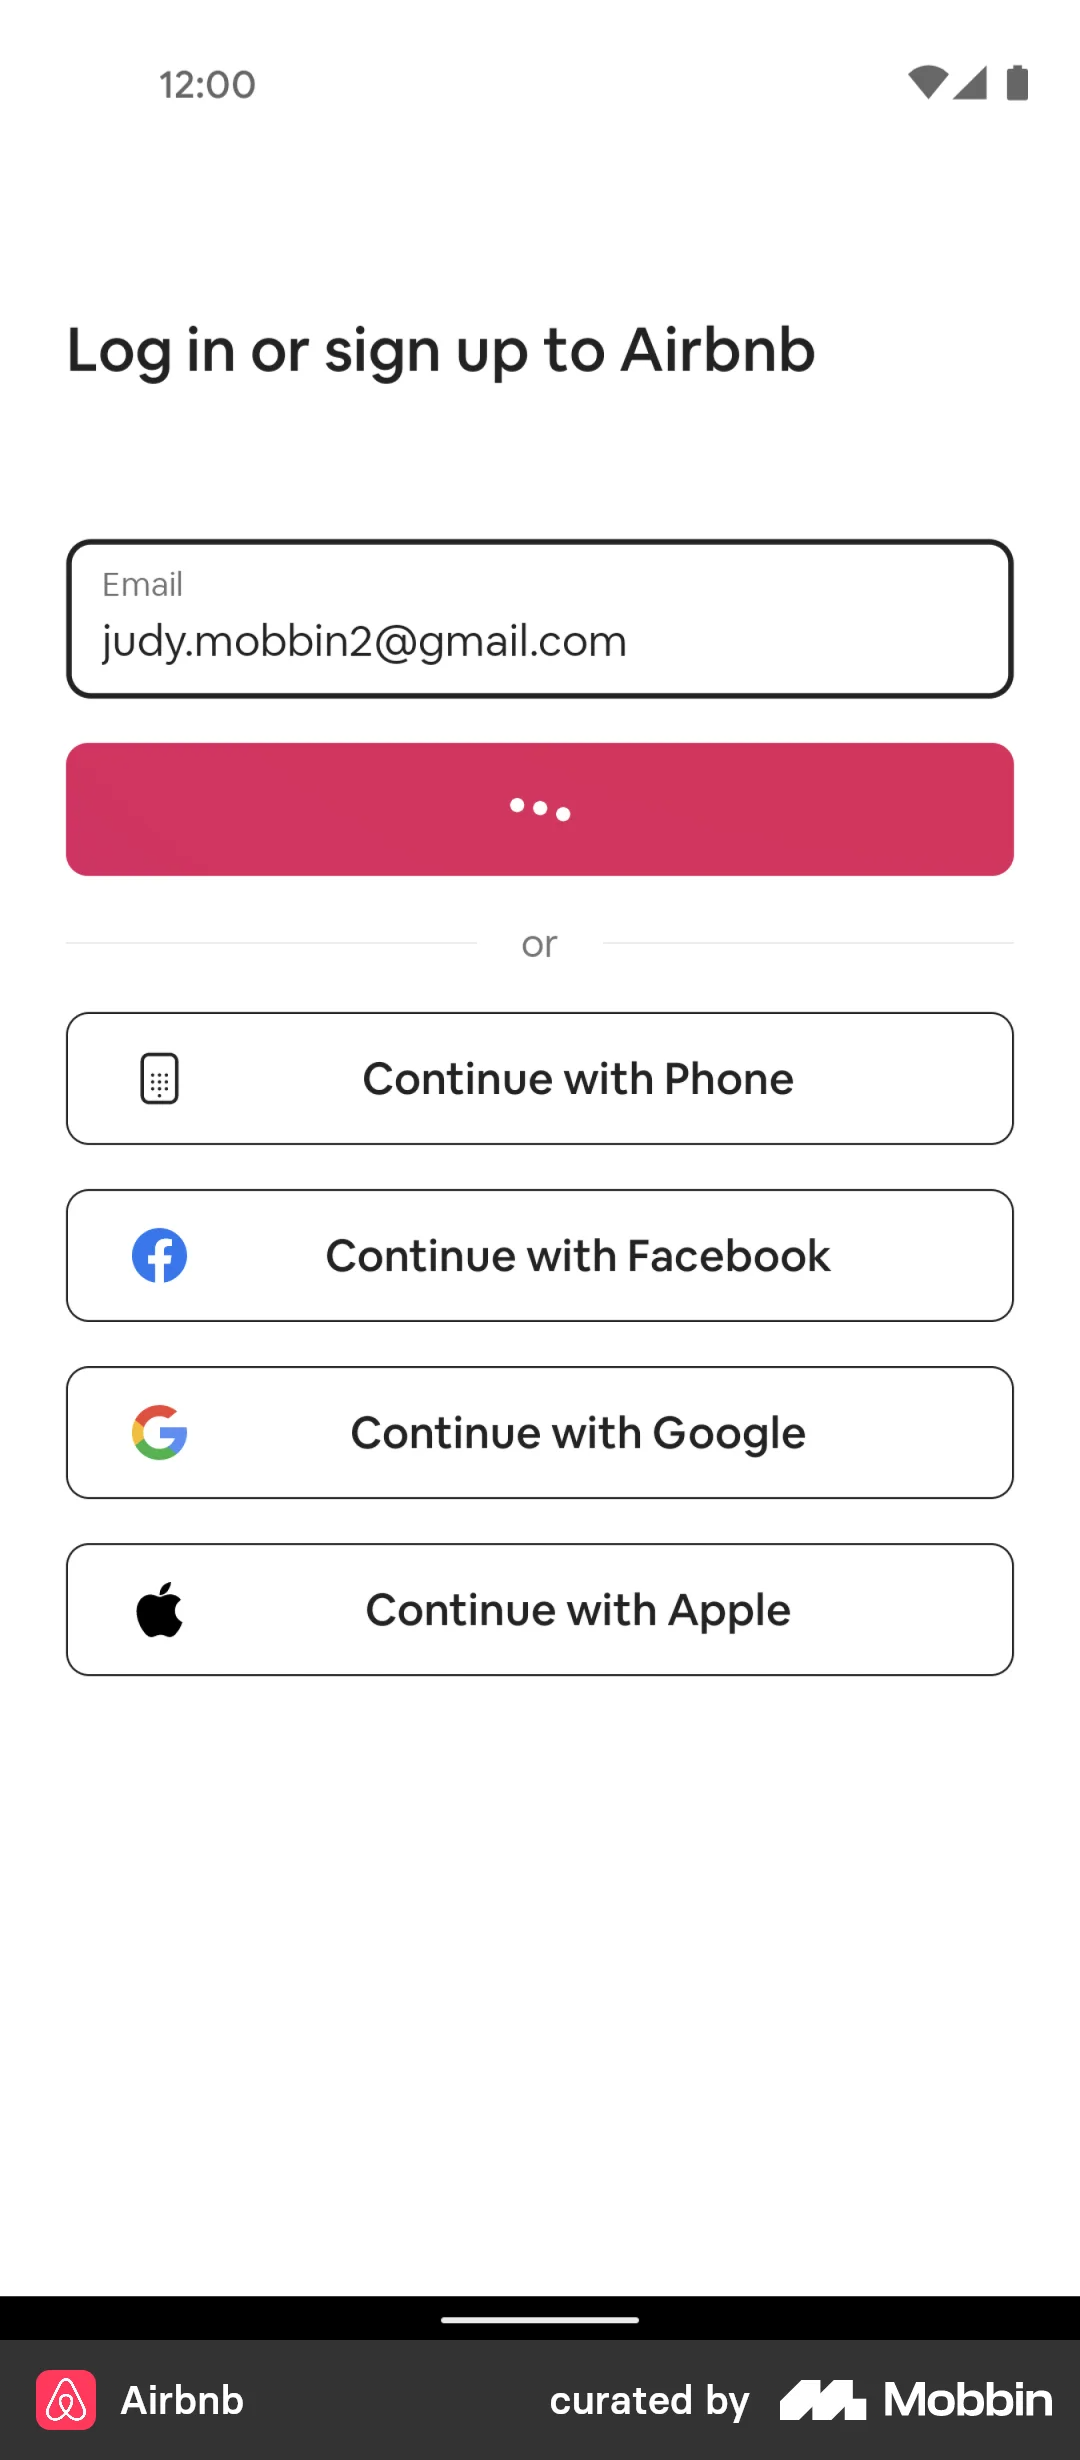 12:00
Log in or sign up to Airbnb
Email
judy.mobbin2@gmail.com
or
Continue with Phone
Continue with Facebook
Continue with Google
Continue with Apple
Airbnb
curated by Mobbin